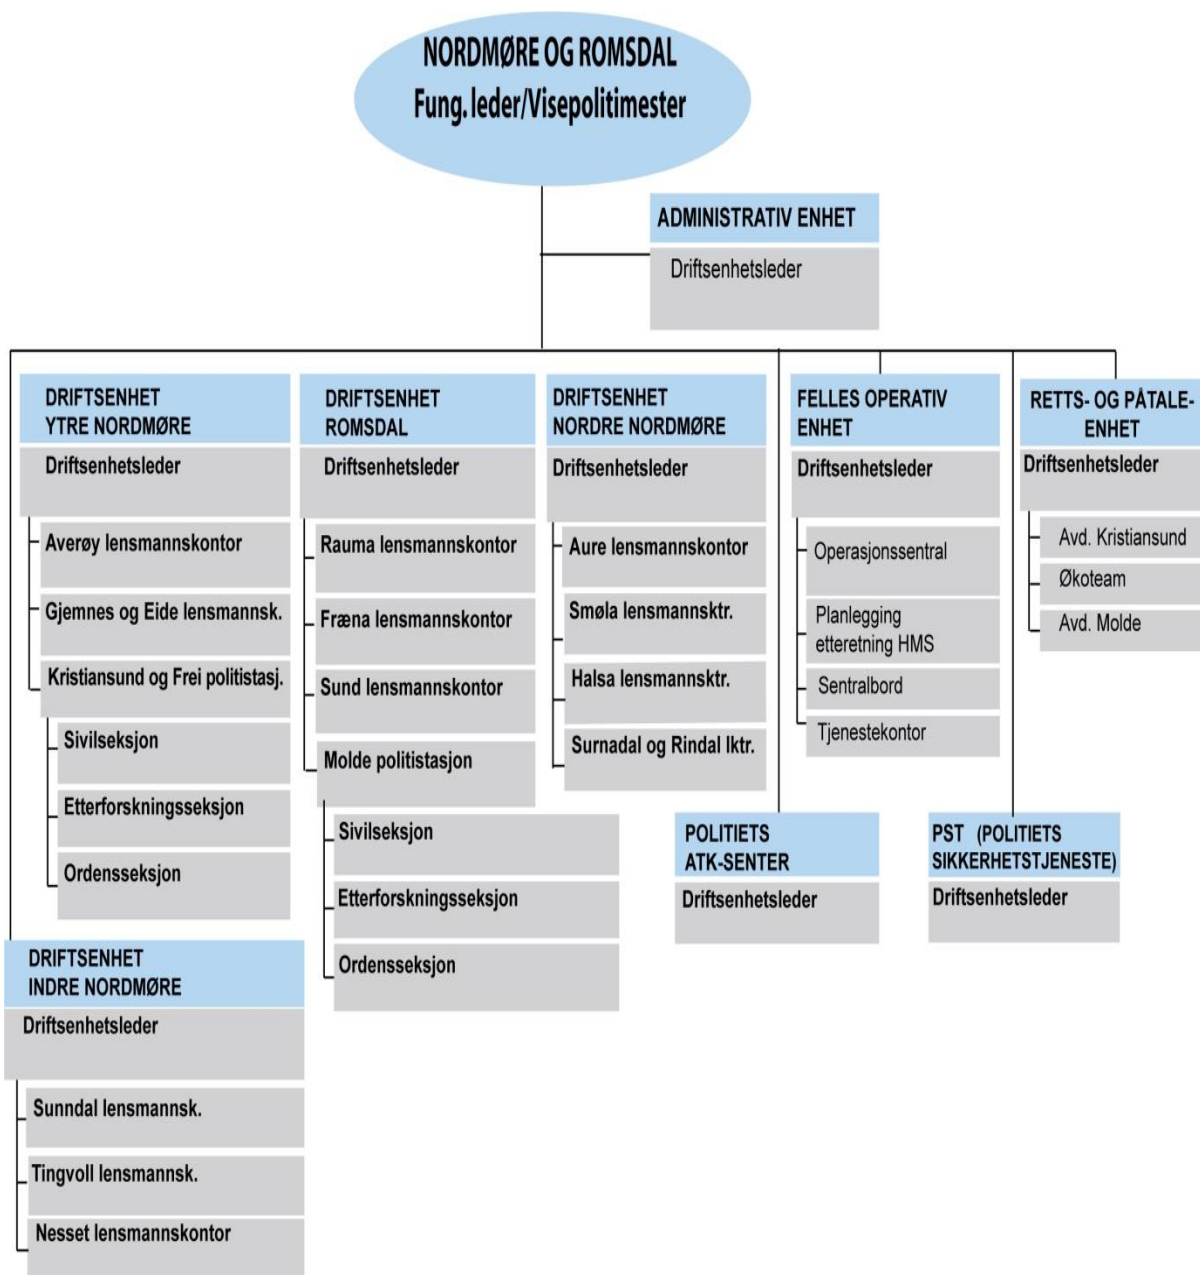 NORDMØRE OG ROMSDAL
Fung. leder/Visepolitimester
ADMINISTRATIV ENHET
Driftsenhetsleder
DRIFTSENHET
YTRE NORDMØRE
Driftsenhetsleder
Averøy lensmannskontor
Gjemnes og Eide lensmannsk.
Kristiansund og Frei politistasj.
Sivilseksjon
Etterforskningsseksjon
Ordensseksjon
DRIFTSENHET
ROMSDAL
Driftsenhetsleder
Rauma lensmannskontor
Fræna lensmannskontor
Sund lensmannskontor
Molde politistasjon
Sivilseksjon
Etterforskningsseksjon
Ordensseksjon
DRIFTSENHET
NORDRE NORDMØRE
Driftsenhetsleder
Aure lensmannskontor
Smøla lensmannsktr.
Halsa lensmannsktr.
Surnadal og Rindal lktr.
FELLES OPERATIV
ENHET
Driftsenhetsleder
Operasjonssentral
Planlegging
etteretning HMS
Sentralbord
Tjenestekontor
RETTS- OG PÅTALE-
ENHET
Driftsenhetsleder
Avd. Kristiansund
Økoteam
Avd. Molde
POLITIETS
ATK-SENTER
Driftsenhetsleder
PST (POLITIETS
SIKKERHETSTJENESTE)
Driftsenhetsleder
DRIFTSENHET
INDRE NORDMØRE
Driftsenhetsleder
Sunndal lensmannsk.
Tingvoll lensmannsk.
Nesset lensmannskontor